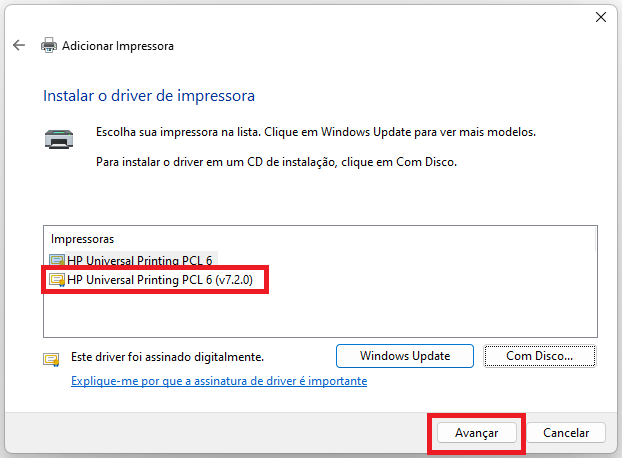 Adicionar Impressora
Instalar o driver de impressora
Escolha sua impressora na lista. Clique em Windows Update para ver mais modelos.
Para instalar o driver em um CD de instalação, clique em Com Disco.
Impressoras
HP Universal Printing PCL 6
HP Universal Printing PCL 6 (v7.2.0)
Este driver foi assinado digitalmente.
Windows Update
Com Disco...
Explique-me por que a assinatura de driver é importante
Avançar
Cancelar